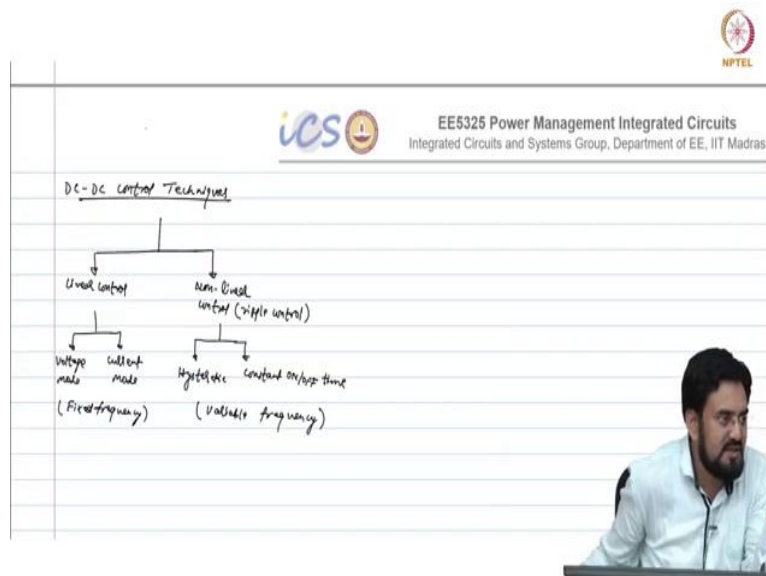 NPTEL
iCS
EE5325 Power Management Integrated Circuits
Integrated Circuits and Systems Group, Department of EE, IIT Madras
DC-DC control Techniques
Lineal control
Non-lineal
control (ripple control)
Voltage
mode
current
mode
Hysteretic
constant ON/OFF time
(Fixed frequency)
(Variable frequency)